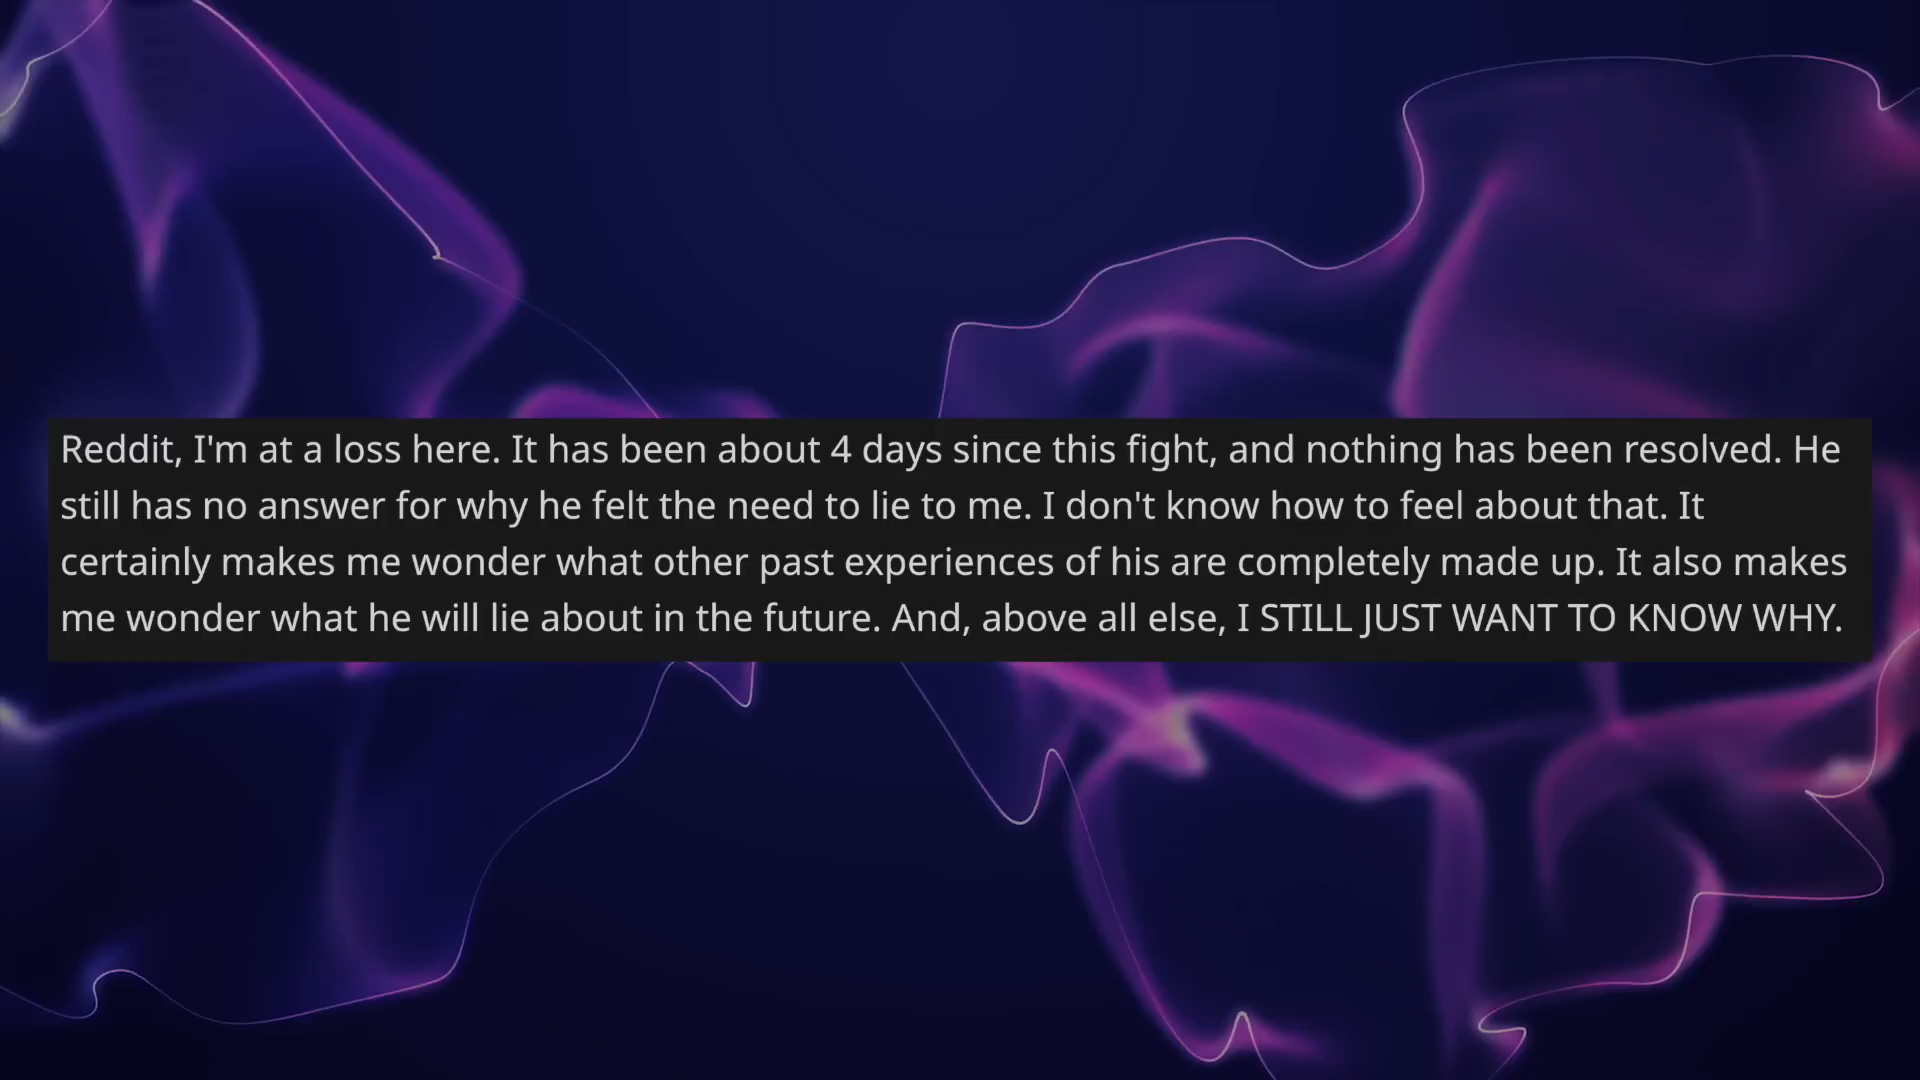 Reddit, I'm at a loss here. It has been about 4 days since this fight, and nothing has been resolved. He
still has no answer for why he felt the need to lie to me. I don't know how to feel about that. It
certainly makes me wonder what other past experiences of his are completely made up. It also makes
me wonder what he will lie about in the future. And, above all else, I STILL JUST WANT TO KNOW WHY.